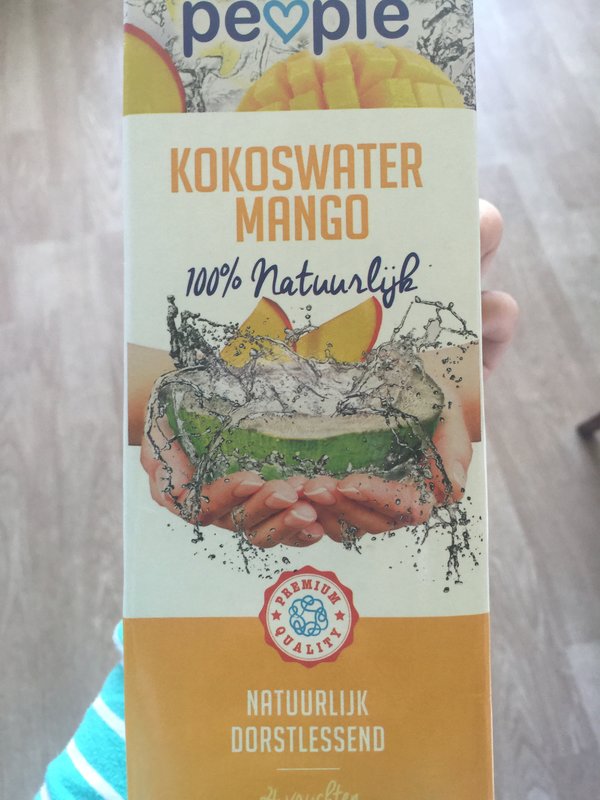 people
KOKOSWATER
MANGO
100% Natuurlijk
PREMIUM
QUALITY
NATUURLIJK
DORSTLESSEND